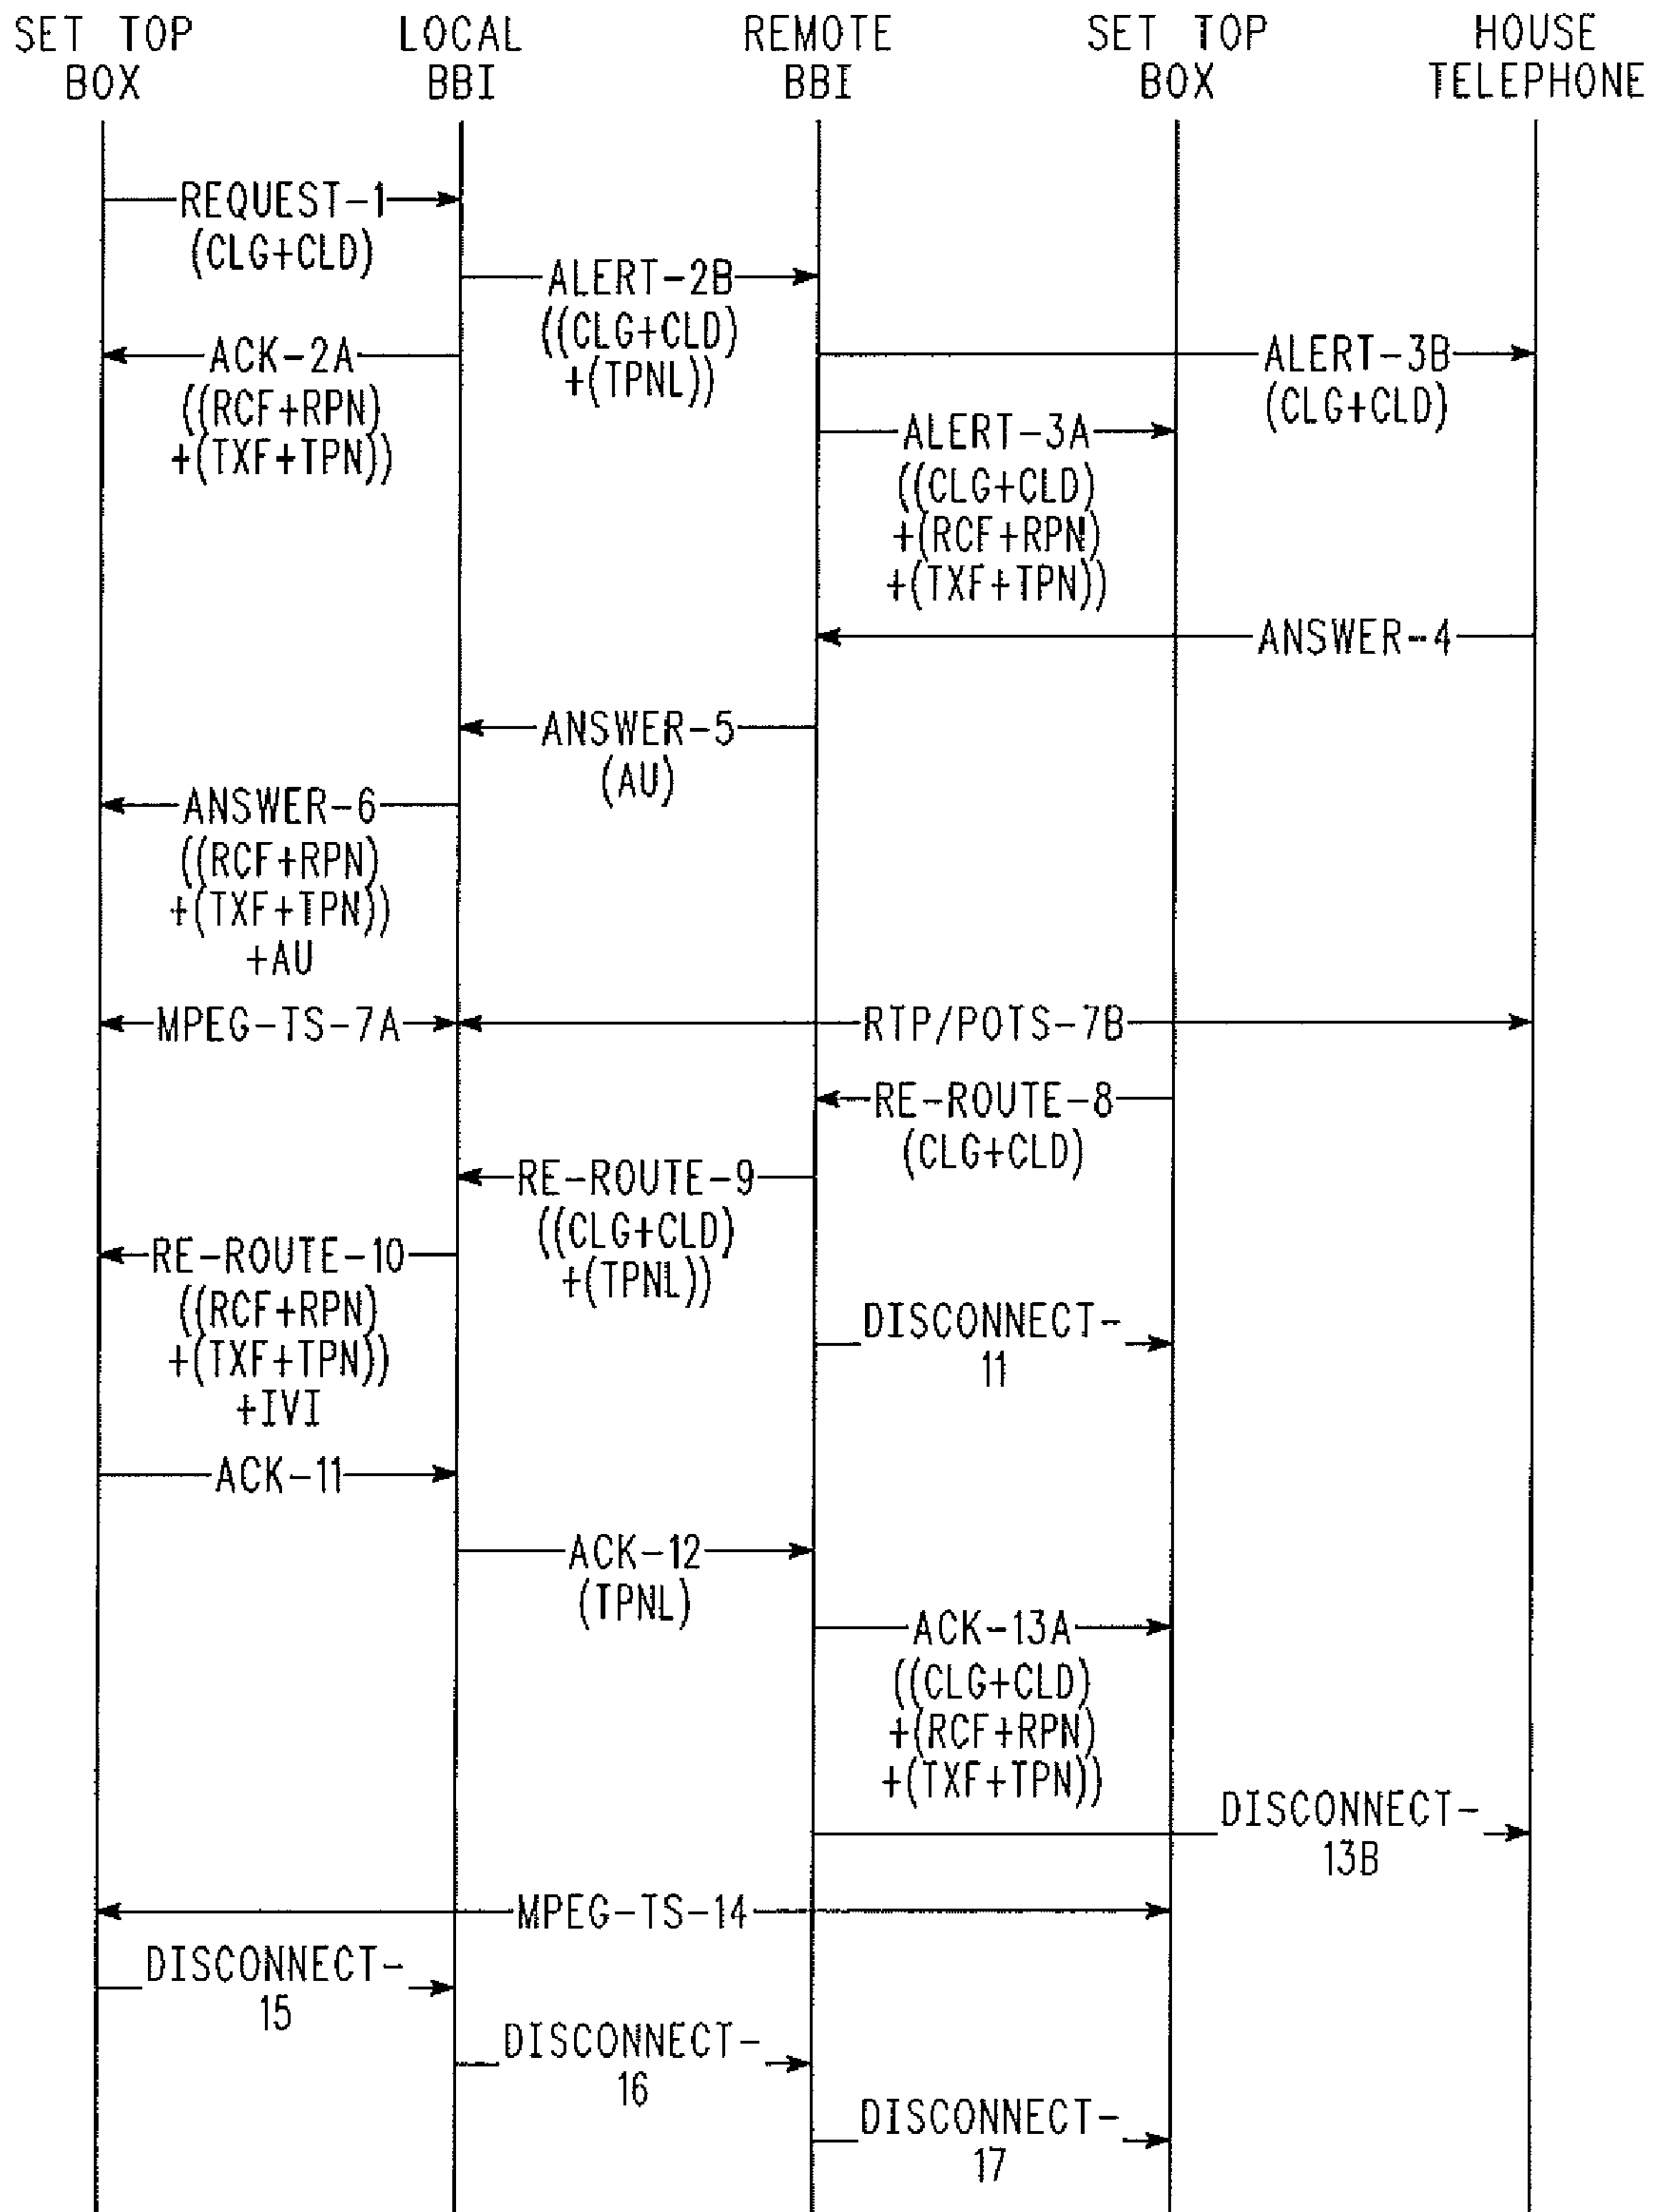 SET TOP
BOX
LOCAL
BBI
REMOTE
BBI
SET TOP
BOX
HOUSE
TELEPHONE
REQUEST-1
(CLG+CLD)
ALERT-2B
((CLG+CLD)
+(TPNL))
ACK-2A
((RCF+RPN)
+(TXF+TPN))
ALERT-3B
(CLG+CLD)
ALERT-3A
((CLG+CLD)
+(RCF+RPN)
+(TXF+TPN))
ANSWER-4
ANSWER-5
(AU)
ANSWER-6
((RCF+RPN)
+(TXF+TPN))
+AU
MPEG-TS-7A
RTP/POTS-7B
RE-ROUTE-8
(CLG+CLD)
RE-ROUTE-9
((CLG+CLD)
+(TPNL))
RE-ROUTE-10
((RCF+RPN)
+(TXF+TPN))
+IVI
DISCONNECT-
11
ACK-11
ACK-12
(TPNL)
ACK-13A
((CLG+CLD)
+(RCF+RPN)
+(TXF+TPN))
DISCONNECT-
13B
MPEG-TS-14
DISCONNECT-
15
DISCONNECT-
16
DISCONNECT-
17